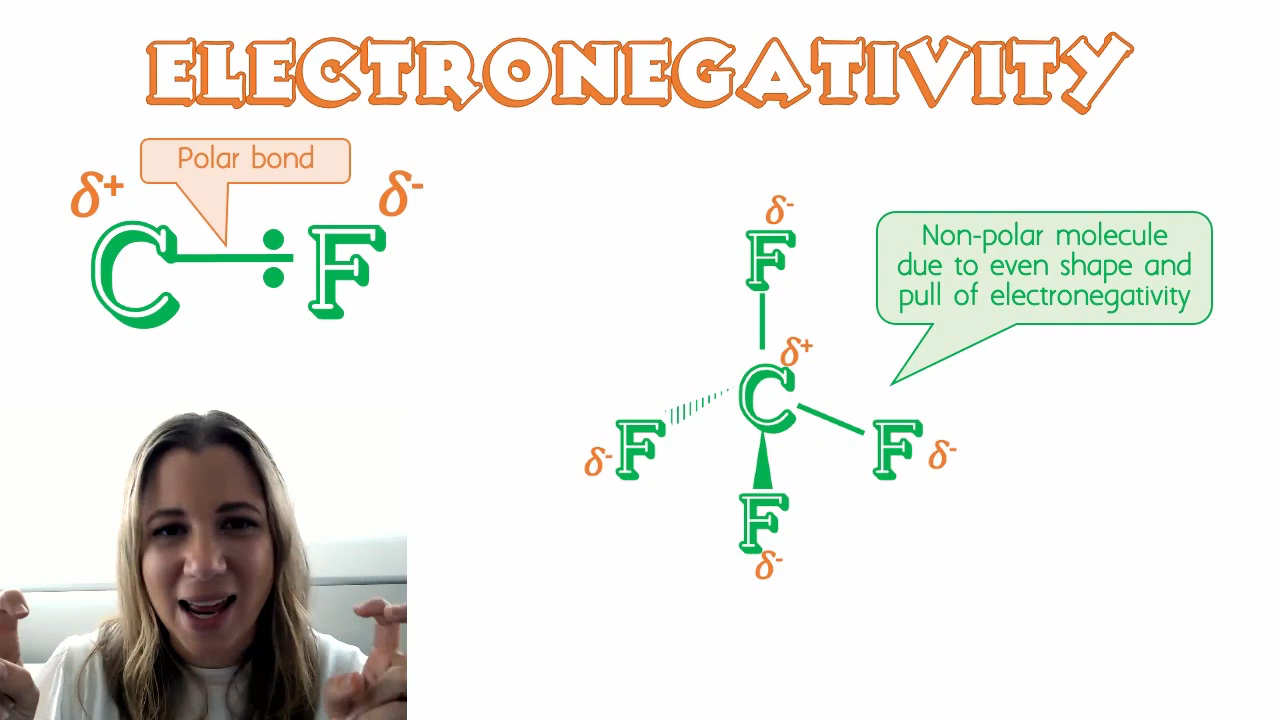 ELECTRONEGATIVITY
Polar bond
δ+ δ-
C F
δ-
F
Non-polar molecule
due to even shape and
pull of electronegativity
δ+
C
δ- F
F δ-
F
δ-